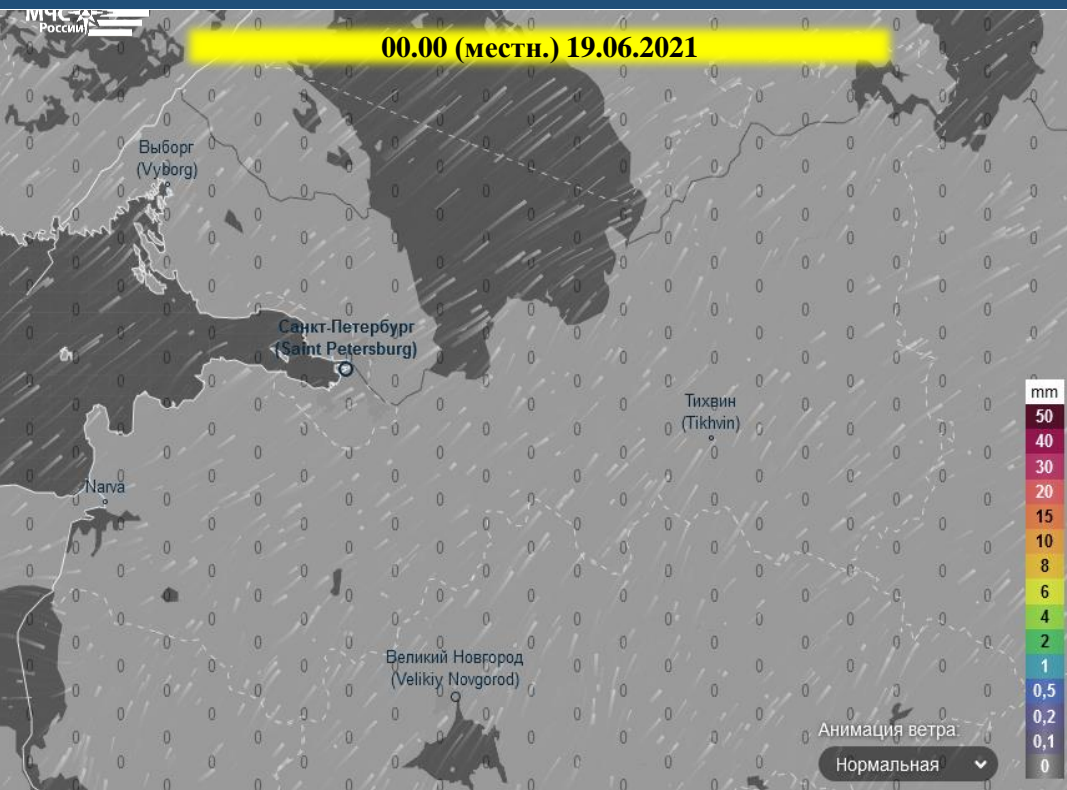 МЧС
России
00.00 (местн.) 19.06.2021
Выборг
(Vyborg)
Санкт-Петербург
(Saint Petersburg)
Тихвин
(Tikhvin)
Narva
Великий Новгород
(Velikiy Novgorod)
mm
50
40
30
20
15
10
8
6
4
2
1
0,5
0,2
0,1
0
Анимация ветра:
Нормальная